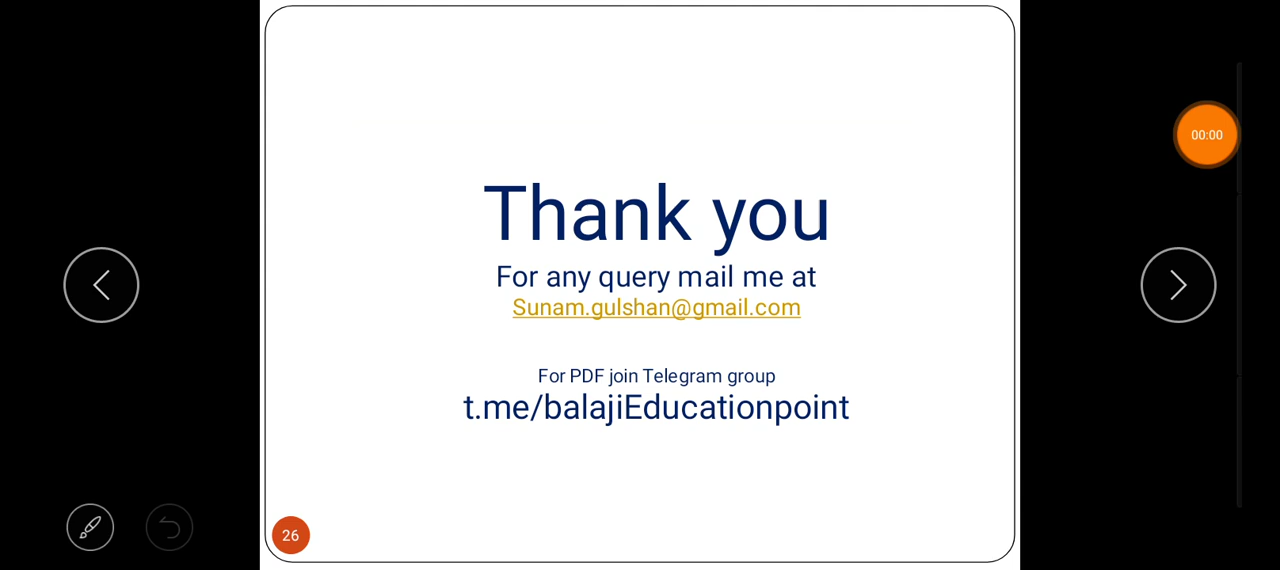 Thank you
For any query mail me at
Sunam.gulshan@gmail.com
For PDF join Telegram group
t.me/balajiEducationpoint
26
00:00